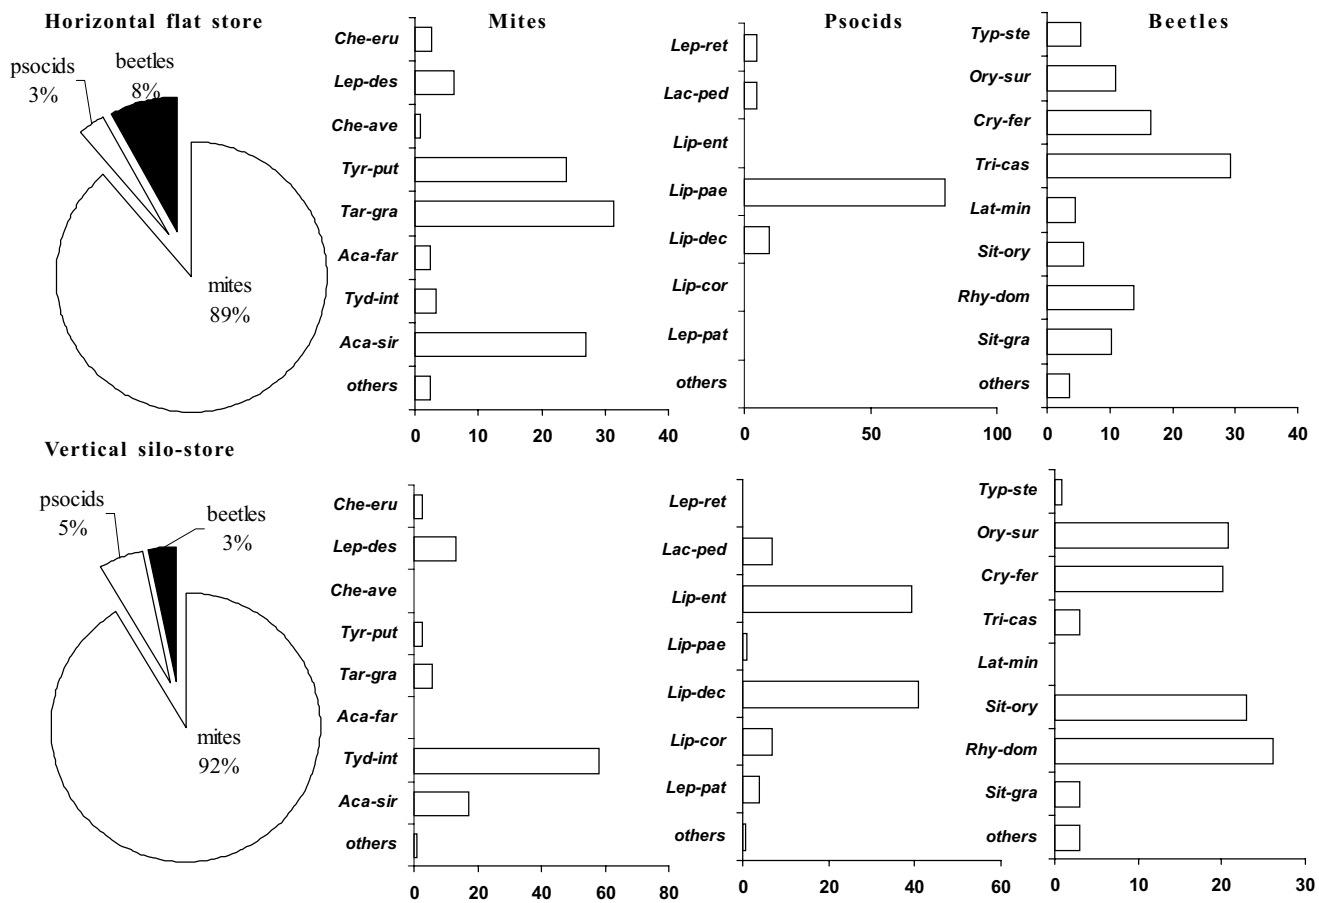 Horizontal flat store
psocids
3%
beetles
8%
mites
89%
Mites
Che-eru
Lep-des
Che-ave
Tyr-put
Tar-gra
Aca-far
Tyd-int
Aca-sir
others
0 10 20 30 40
Psocids
Lep-ret
Lac-ped
Lip-ent
Lip-pae
Lip-dec
Lip-cor
Lep-pat
others
0 50 100
Beetles
Typ-ste
Ory-sur
Cry-fer
Tri-cas
Lat-min
Sit-ory
Rhy-dom
Sit-gra
others
0 10 20 30 40
Vertical silo-store
psocids
5%
beetles
3%
mites
92%
Che-eru
Lep-des
Che-ave
Tyr-put
Tar-gra
Aca-far
Tyd-int
Aca-sir
others
0 20 40 60 80
Lep-ret
Lac-ped
Lip-ent
Lip-pae
Lip-dec
Lip-cor
Lep-pat
others
0 20 40 60
Typ-ste
Ory-sur
Cry-fer
Tri-cas
Lat-min
Sit-ory
Rhy-dom
Sit-gra
others
0 10 20 30